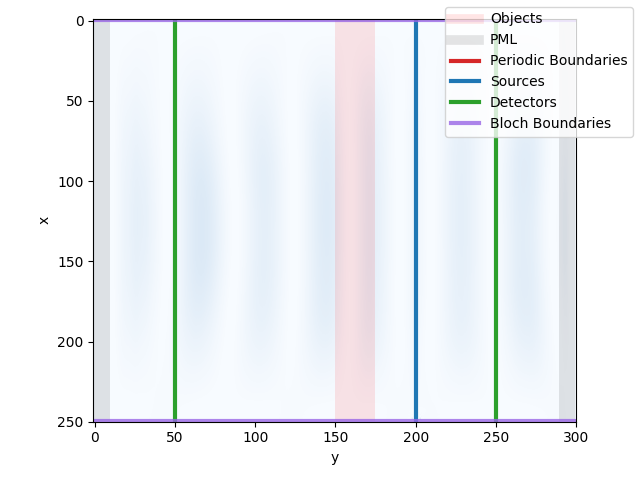 Objects
PML
Periodic Boundaries
Sources
Detectors
Bloch Boundaries
0
50
100
150
200
250
x
0
50
100
150
200
250
300
y